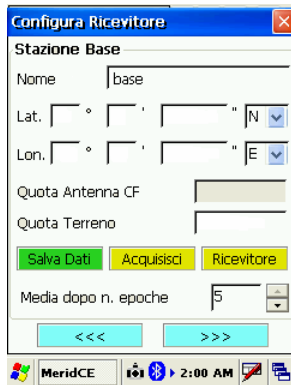 Configura Ricevitore
Stazione Base
Nome base
Lat. ° ' " N
Lon. ° ' " E
Quota Antenna CF
Quota Terreno
Salva Dati Acquisisci Ricevitore
Media dopo n. epoche 5
<<< >>>
MeridCE 2:00 AM